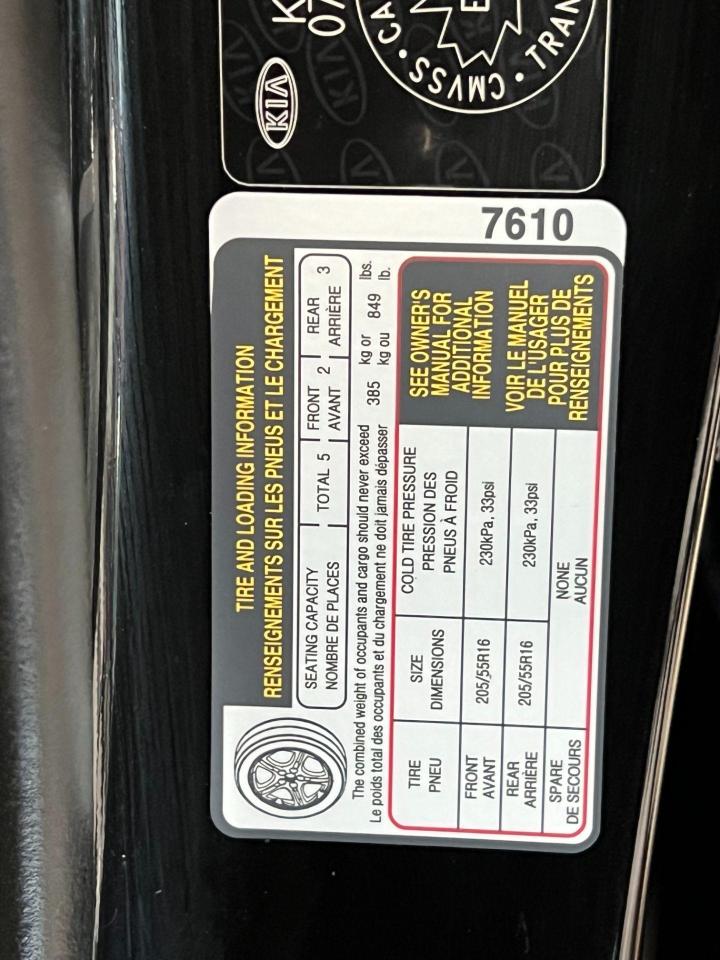 7610
TIRE AND LOADING INFORMATION
RENSEIGNEMENTS SUR LES PNEUS ET LE CHARGEMENT
SEATING CAPACITY
NOMBRE DE PLACES
TOTAL 5
FRONT
AVANT
2
REAR
ARRIÈRE
3
The combined weight of occupants and cargo should never exceed 385 kg or 849 lbs.
Le poids total des occupants et du chargement ne doit jamais dépasser kg ou lb.
TIRE
PNEU
SIZE
DIMENSIONS
COLD TIRE PRESSURE
PRESSION DES
PNEUS À FROID
FRONT
AVANT
205/55R16
230kPa, 33psi
REAR
ARRIÈRE
205/55R16
230kPa, 33psi
SPARE
DE SECOURS
NONE
AUCUN
SEE OWNER'S
MANUAL FOR
ADDITIONAL
INFORMATION
VOIR LE MANUEL
DE L'USAGER
POUR PLUS DE
RENSEIGNEMENTS
KIA
K
07
CMVSS